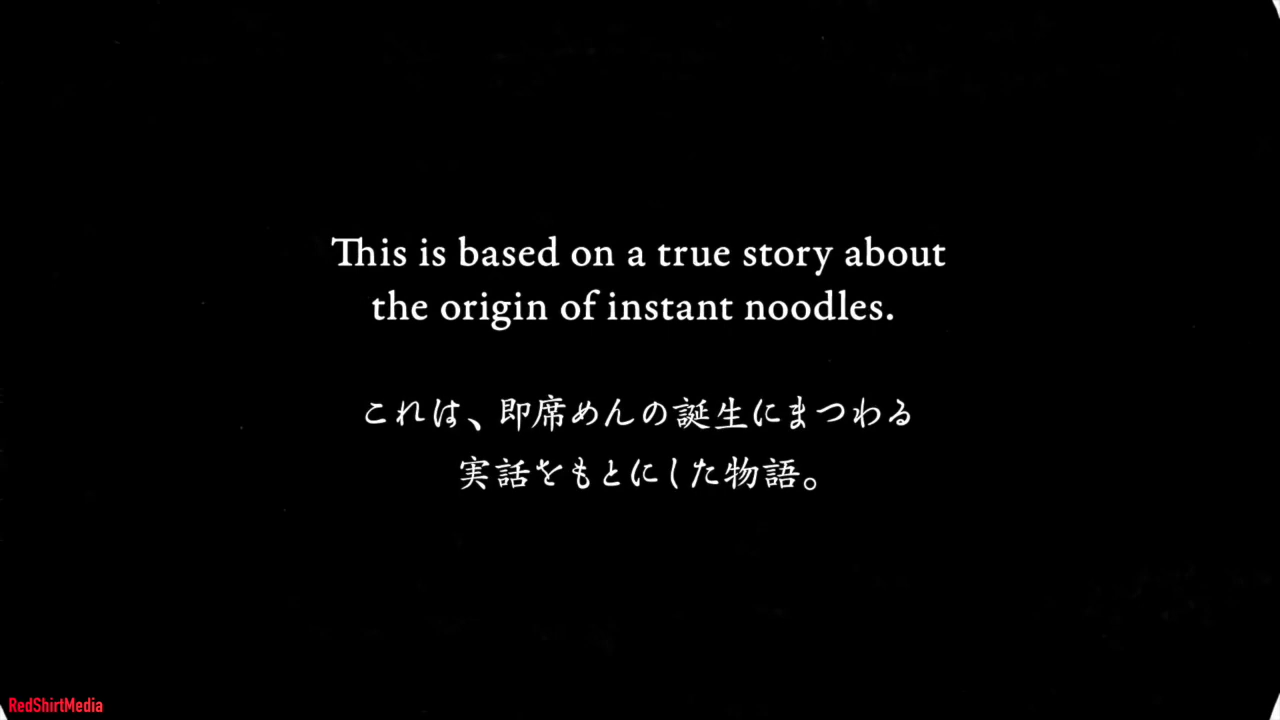 This is based on a true story about
the origin of instant noodles.
これは、即席めんの誕生にまつわる
実話をもとにした物語。
RedShirtMedia